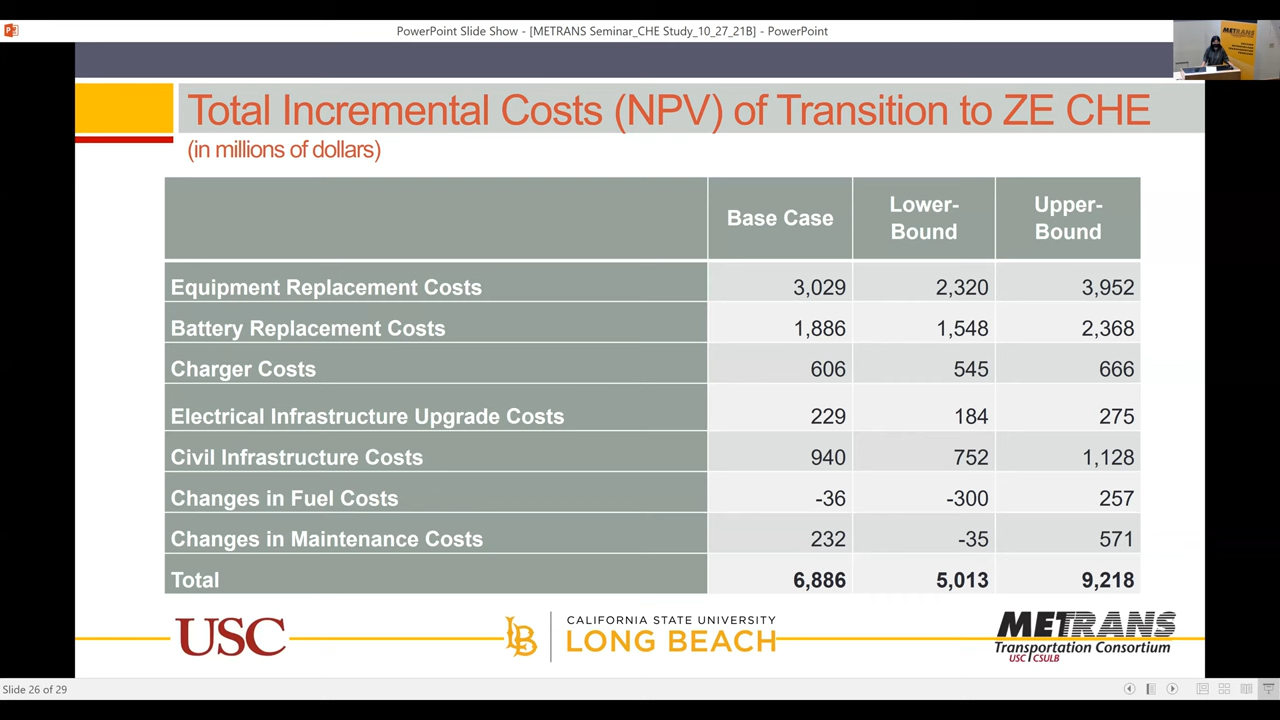 PowerPoint Slide Show - [METRANS Seminar_CHE Study_10_27_21B] - PowerPoint
METRANS
Total Incremental Costs (NPV) of Transition to ZE CHE
(in millions of dollars)
Base Case
Lower-
Bound
Upper-
Bound
Equipment Replacement Costs 3,029 2,320 3,952
Battery Replacement Costs 1,886 1,548 2,368
Charger Costs 606 545 666
Electrical Infrastructure Upgrade Costs 229 184 275
Civil Infrastructure Costs 940 752 1,128
Changes in Fuel Costs -36 -300 257
Changes in Maintenance Costs 232 -35 571
Total 6,886 5,013 9,218
USC
LB
CALIFORNIA STATE UNIVERSITY
LONG BEACH
METRANS
Transportation Consortium
USC CSULB
Slide 26 of 29